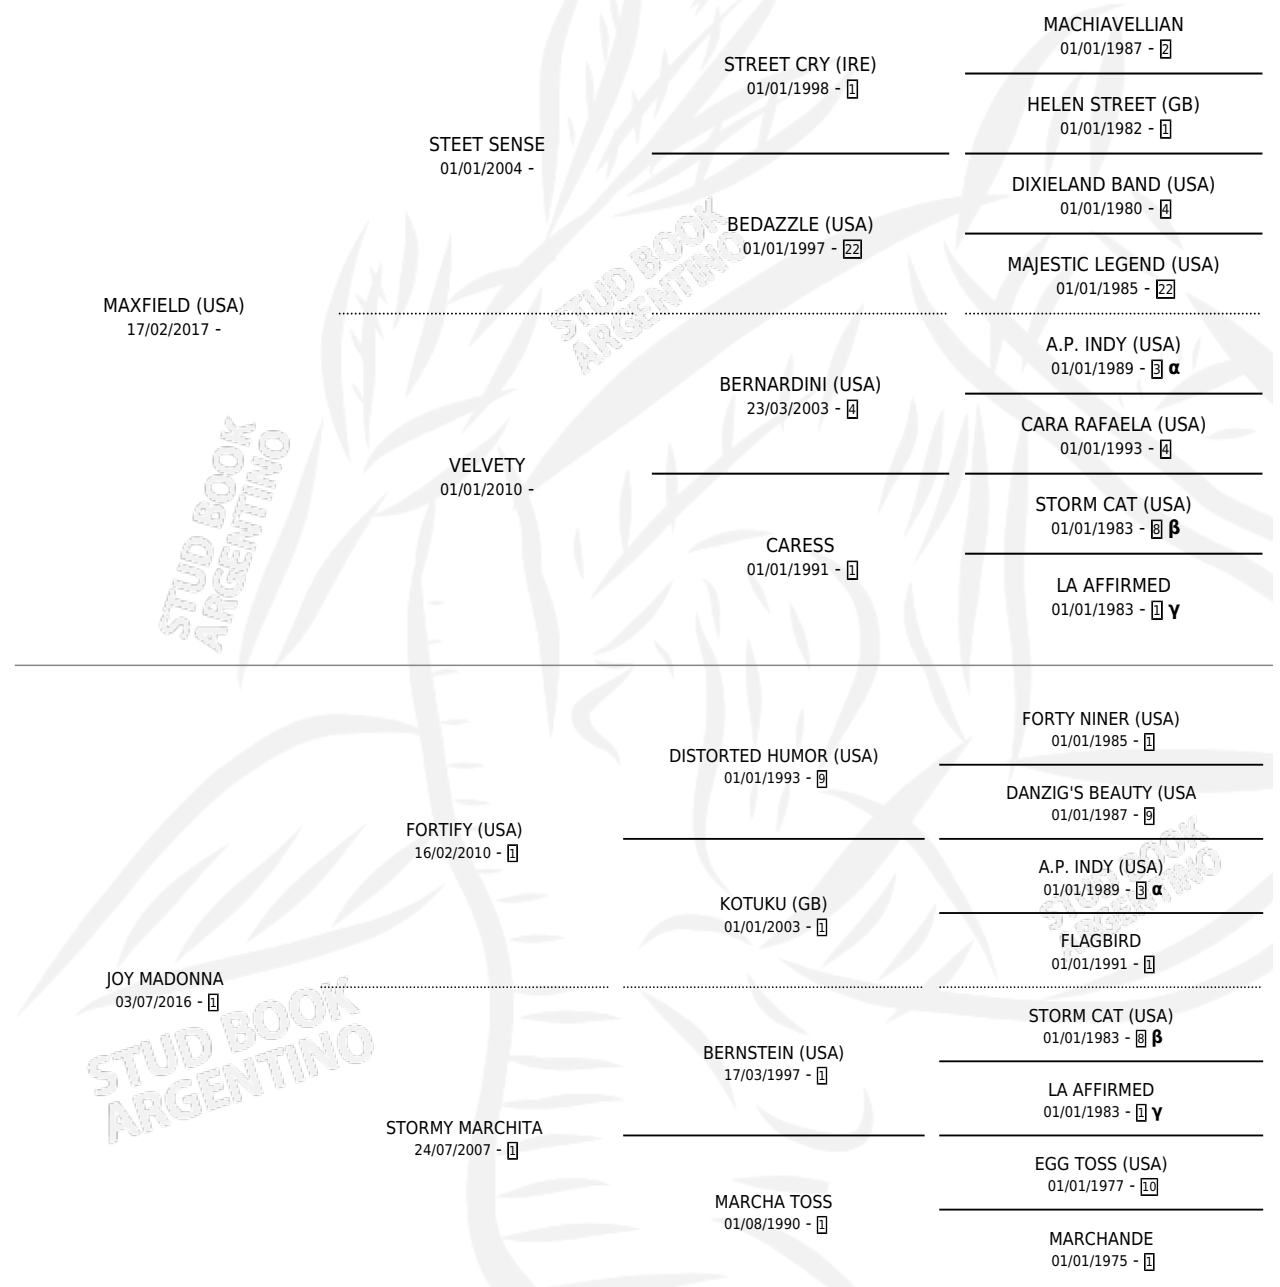 MACHIAVELLIAN
01/01/1987 - 2
STREET CRY (IRE)
01/01/1998 - 1
HELEN STREET (GB)
01/01/1982 - 1
STEET SENSE
01/01/2004 -
DIXIELAND BAND (USA)
01/01/1980 - 4
BEDAZZLE (USA)
01/01/1997 - 22
MAJESTIC LEGEND (USA)
01/01/1985 - 22
MAXFIELD (USA)
17/02/2017 -
A.P. INDY (USA)
01/01/1989 - 3 α
BERNARDINI (USA)
23/03/2003 - 4
CARA RAFAELA (USA)
01/01/1993 - 4
VELVETY
01/01/2010 -
STORM CAT (USA)
01/01/1983 - 8 β
CARESS
01/01/1991 - 1
LA AFFIRMED
01/01/1983 - 1 γ
FORTY NINER (USA)
01/01/1985 - 1
DISTORTED HUMOR (USA)
01/01/1993 - 9
DANZIG'S BEAUTY (USA
01/01/1987 - 9
FORTIFY (USA)
16/02/2010 - 1
A.P. INDY (USA)
01/01/1989 - 3 α
KOTUKU (GB)
01/01/2003 - 1
FLAGBIRD
01/01/1991 - 1
JOY MADONNA
03/07/2016 - 1
STORM CAT (USA)
01/01/1983 - 8 β
BERNSTEIN (USA)
17/03/1997 - 1
LA AFFIRMED
01/01/1983 - 1 γ
STORMY MARCHITA
24/07/2007 - 1
EGG TOSS (USA)
01/01/1977 - 10
MARCHA TOSS
01/08/1990 - 1
MARCHANDE
01/01/1975 - 1
STUD BOOK
ARGENTINO
STUD BOOK
ARGENTINO
STUD BOOK
ARGENTINO
STUD BOOK
ARGENTINO